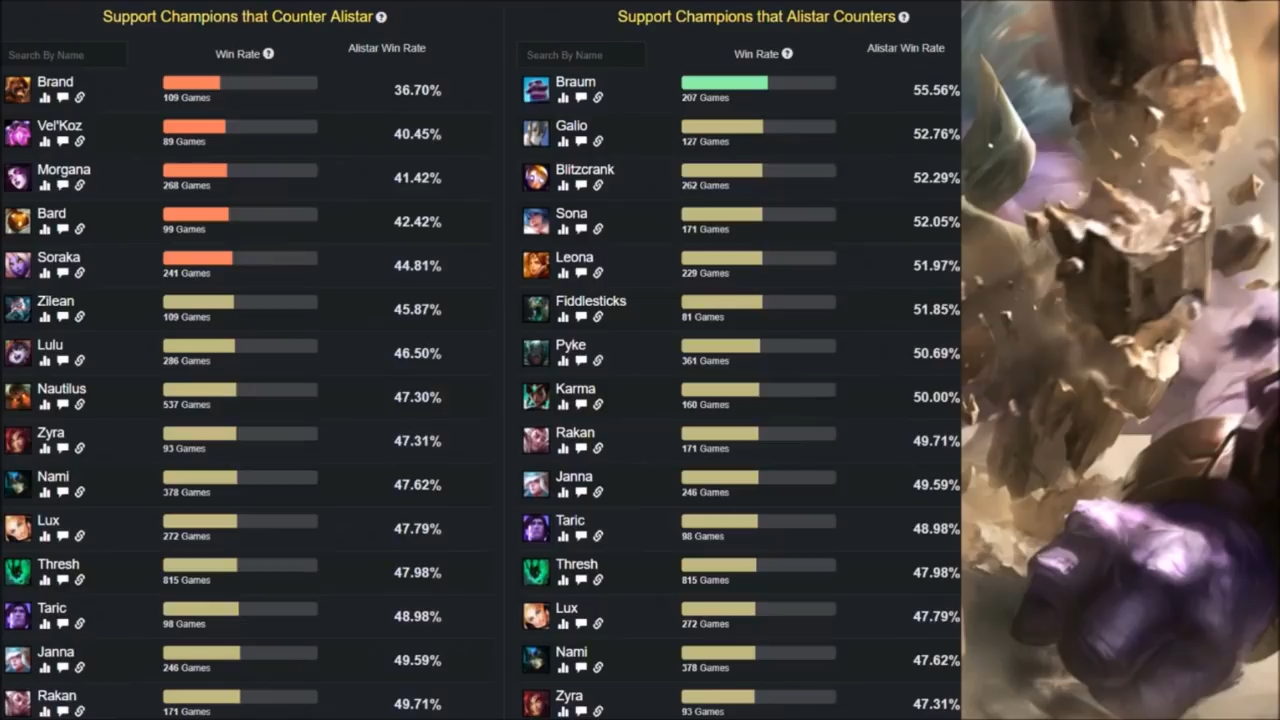 Support Champions that Counter Alistar
Search By Name
Win Rate
Alistar Win Rate
Brand
109 Games
36.70%
Vel'Koz
89 Games
40.45%
Morgana
268 Games
41.42%
Bard
99 Games
42.42%
Soraka
241 Games
44.81%
Zilean
109 Games
45.87%
Lulu
286 Games
46.50%
Nautilus
537 Games
47.30%
Zyra
93 Games
47.31%
Nami
378 Games
47.62%
Lux
272 Games
47.79%
Thresh
815 Games
47.98%
Taric
98 Games
48.98%
Janna
246 Games
49.59%
Rakan
171 Games
49.71%
Support Champions that Alistar Counters
Search By Name
Win Rate
Alistar Win Rate
Braum
207 Games
55.56%
Galio
127 Games
52.76%
Blitzcrank
262 Games
52.29%
Sona
171 Games
52.05%
Leona
229 Games
51.97%
Fiddlesticks
81 Games
51.85%
Pyke
361 Games
50.69%
Karma
160 Games
50.00%
Rakan
171 Games
49.71%
Janna
246 Games
49.59%
Taric
98 Games
48.98%
Thresh
815 Games
47.98%
Lux
272 Games
47.79%
Nami
378 Games
47.62%
Zyra
93 Games
47.31%